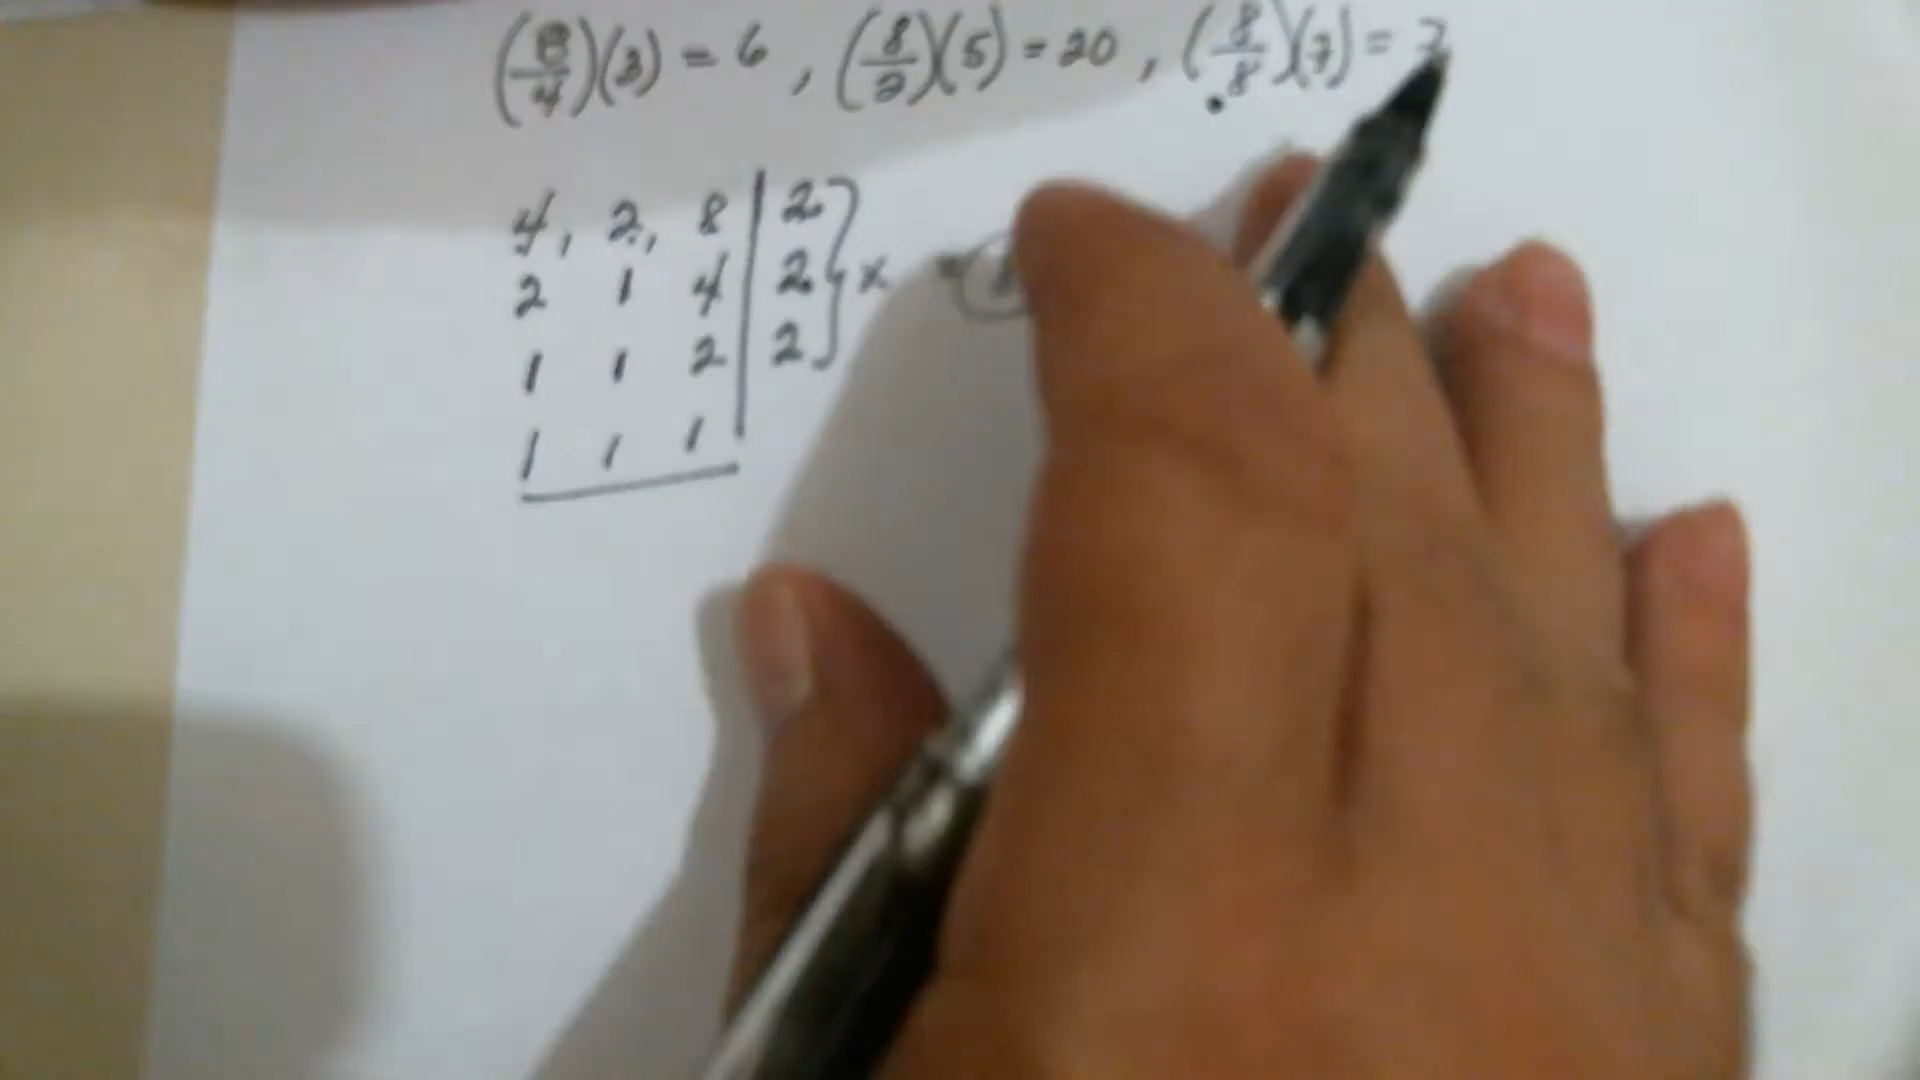 (8/4)(3) = 6 , (8/2)(5) = 20 , (8/8)(7) = 7
4, 2, 8 | 2 }
2 1 4 | 2 } x =
1 1 2 | 2 }
1 1 1 |